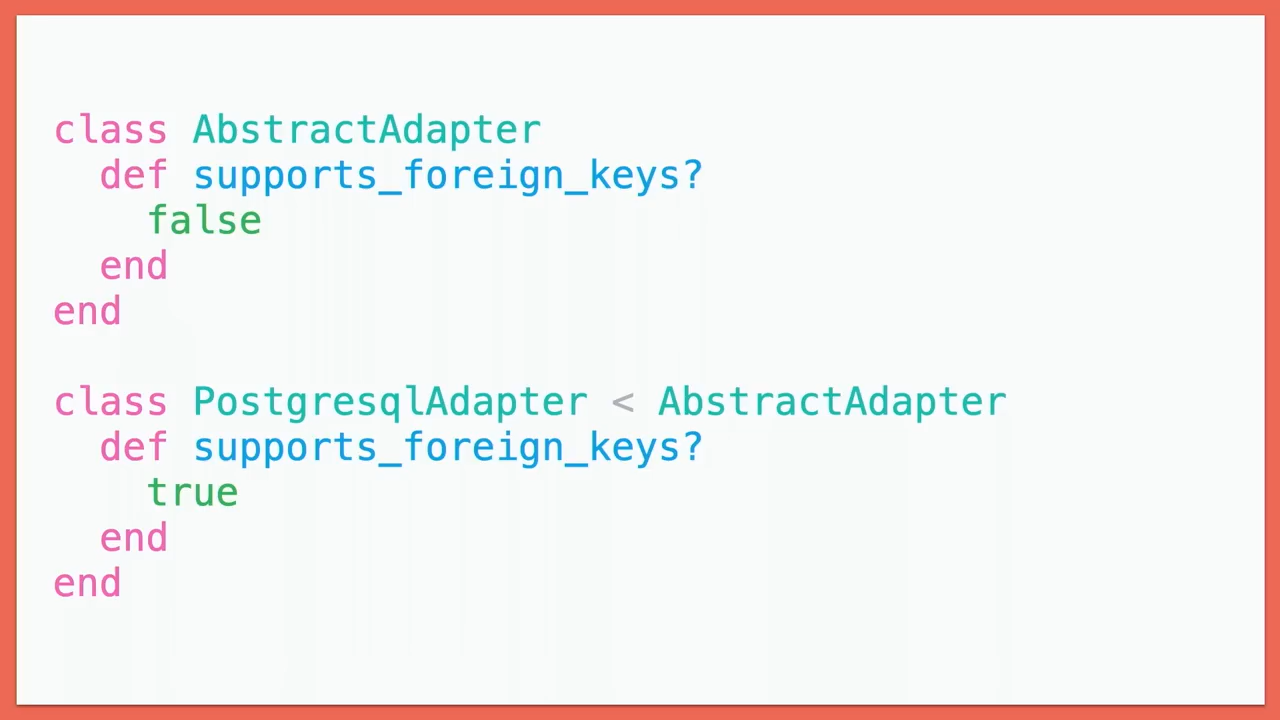 class AbstractAdapter
  def supports_foreign_keys?
    false
  end
end

class PostgresqlAdapter < AbstractAdapter
  def supports_foreign_keys?
    true
  end
end